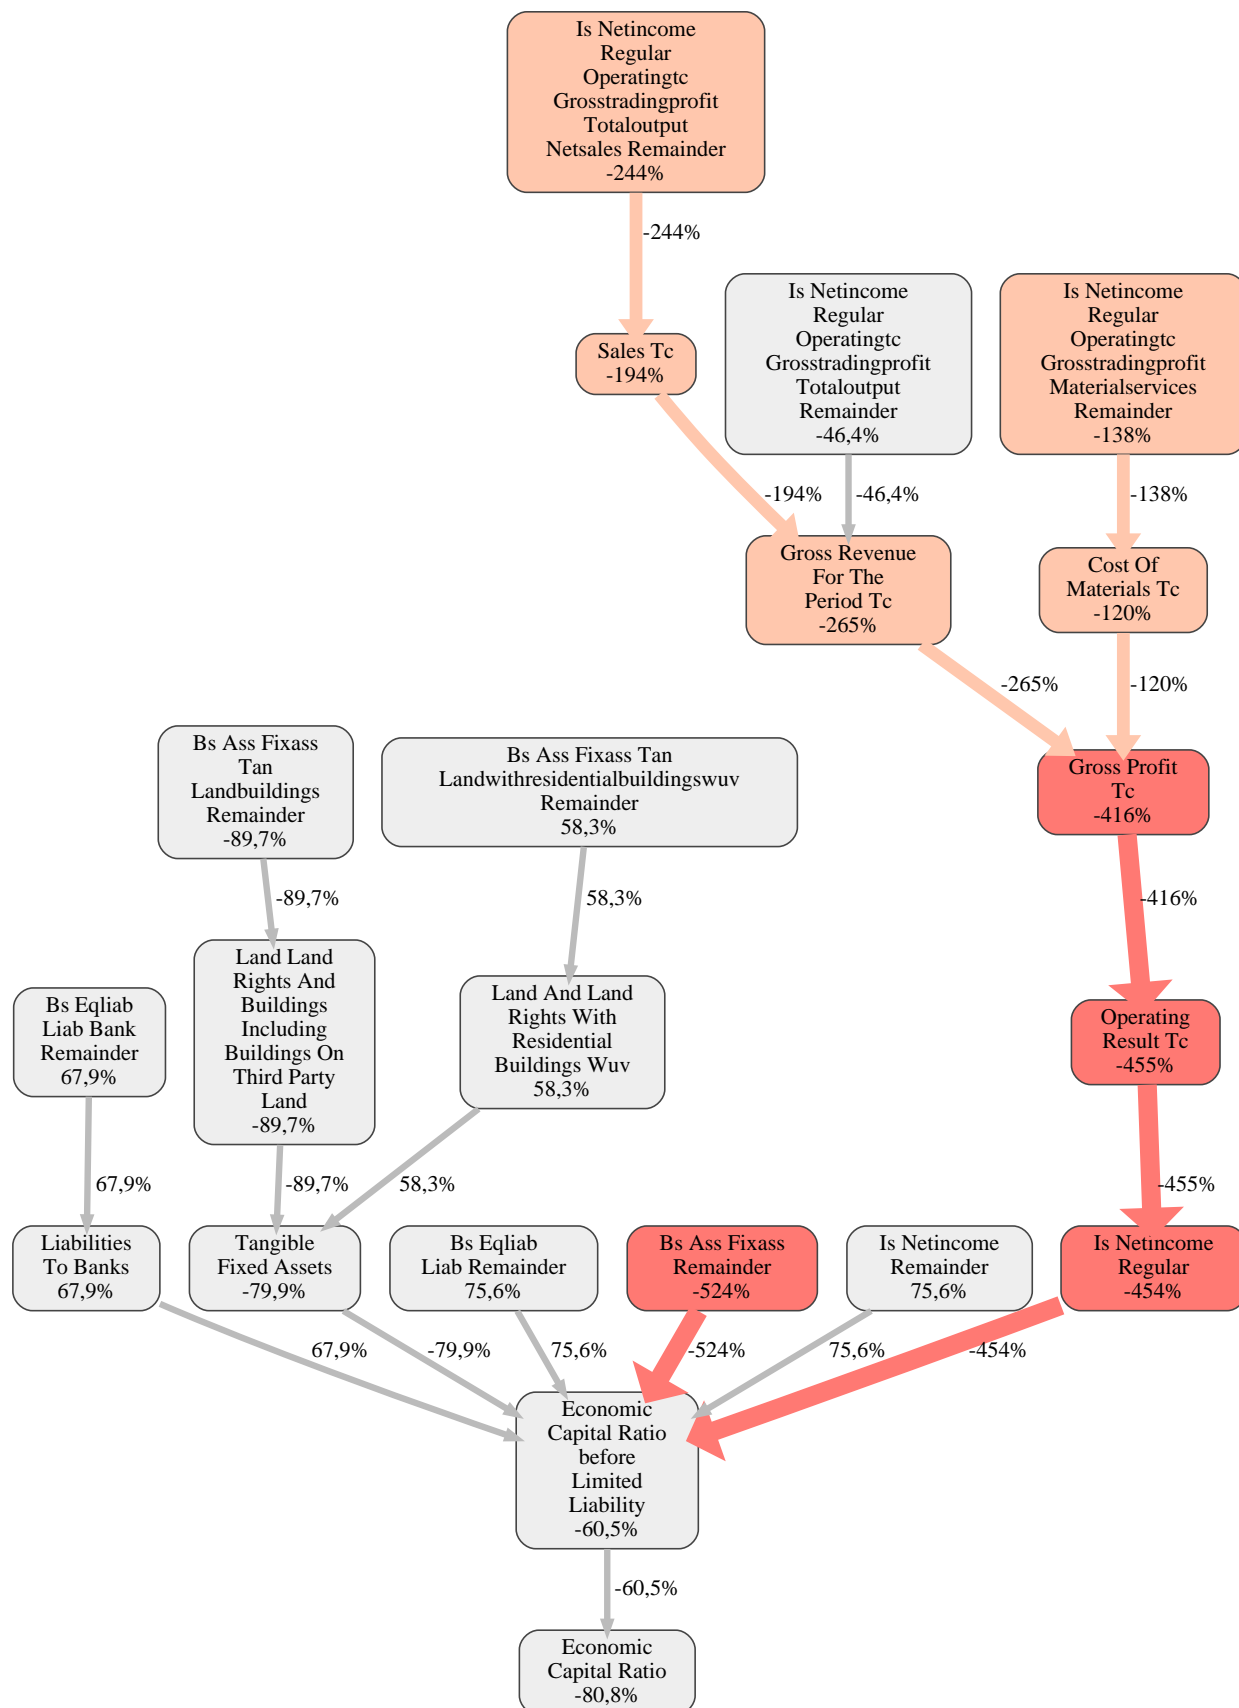 Is Netincome
Regular
Operatingtc
Grosstradingprofit
Totaloutput
Netsales Remainder
-244%
-244%
Is Netincome
Regular
Operatingtc
Grosstradingprofit
Totaloutput
Remainder
-46,4%
Is Netincome
Regular
Operatingtc
Grosstradingprofit
Materialservices
Remainder
-138%
Sales Tc
-194%
-194%
-46,4%
-138%
Gross Revenue
For The
Period Tc
-265%
Cost Of
Materials Tc
-120%
-265%
-120%
Bs Ass Fixass
Tan
Landbuildings
Remainder
-89,7%
Bs Ass Fixass Tan
Landwithresidentialbuildingswuv
Remainder
58,3%
Gross Profit
Tc
-416%
-89,7%
58,3%
-416%
Bs Eqliab
Liab Bank
Remainder
67,9%
Land Land
Rights And
Buildings
Including
Buildings On
Third Party
Land
-89,7%
Land And Land
Rights With
Residential
Buildings Wuv
58,3%
Operating
Result Tc
-455%
67,9%
-89,7%
58,3%
-455%
Liabilities
To Banks
67,9%
Tangible
Fixed Assets
-79,9%
Bs Eqliab
Liab Remainder
75,6%
Bs Ass Fixass
Remainder
-524%
Is Netincome
Remainder
75,6%
Is Netincome
Regular
-454%
67,9%
-79,9%
75,6%
-524%
75,6%
-454%
Economic
Capital Ratio
before
Limited
Liability
-60,5%
-60,5%
Economic
Capital Ratio
-80,8%